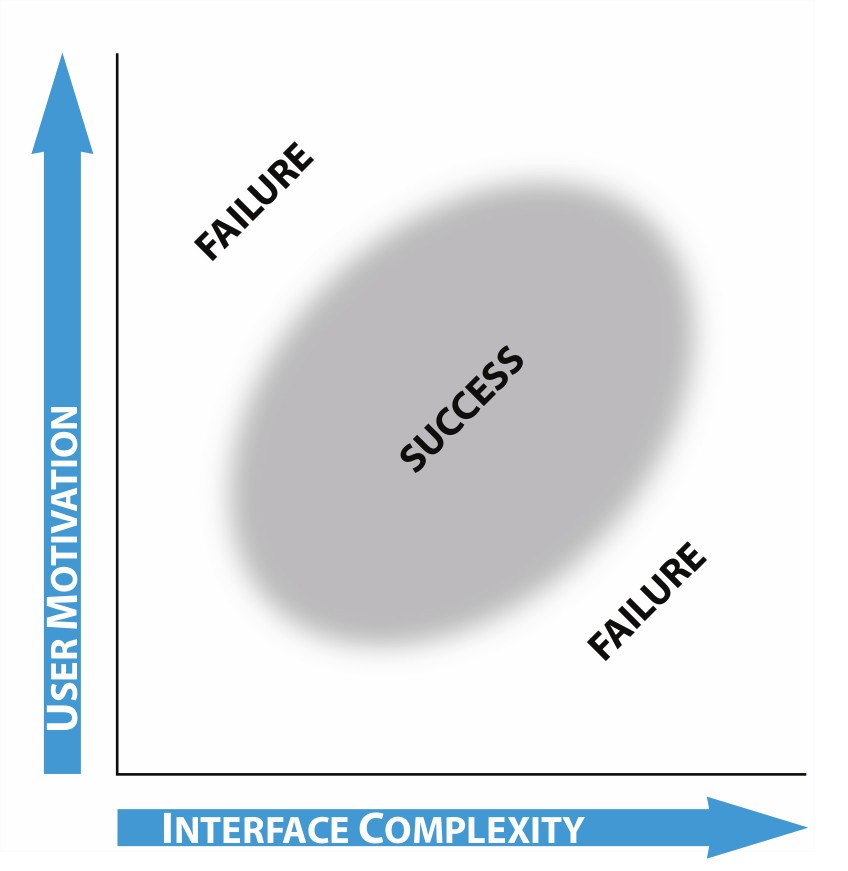 FAILURE
SUCCESS
FAILURE
USER MOTIVATION
INTERFACE COMPLEXITY